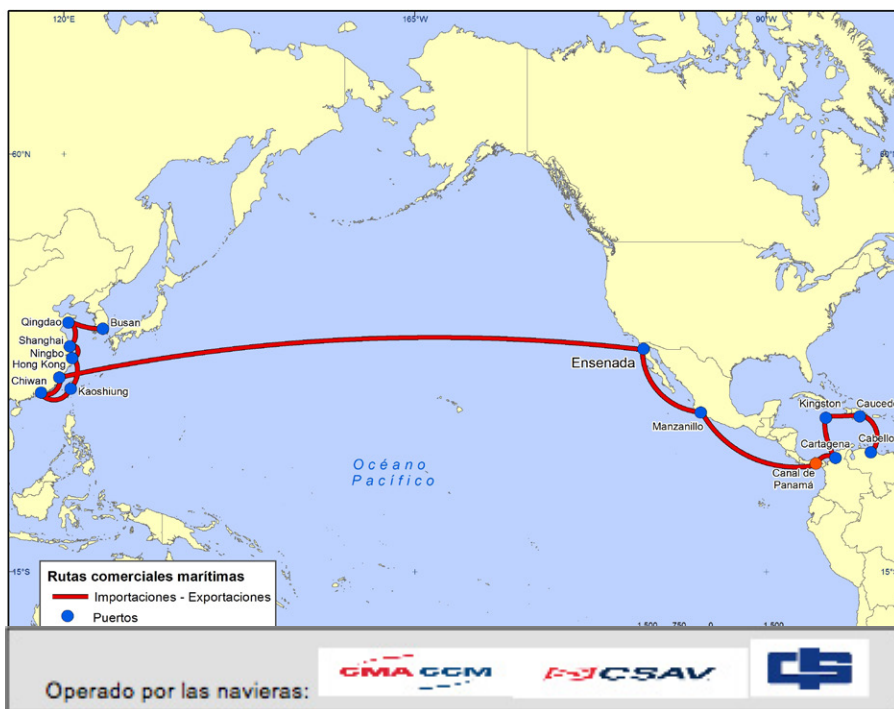 120°E
165°W
90°W
60°N
Qingdao
Busan
Shanghai
Ningbo
Hong Kong
Chiwan
Kaoshiung
Ensenada
Manzanillo
Kingston
Caucedo
Cartagena
Cabello
Canal de
Panamá
Océano
Pacífico
15°S
15°S
Rutas comerciales marítimas
Importaciones - Exportaciones
Puertos
1,500
750
0
1,500
Operado por las navieras:
CMA CGM
CSAV